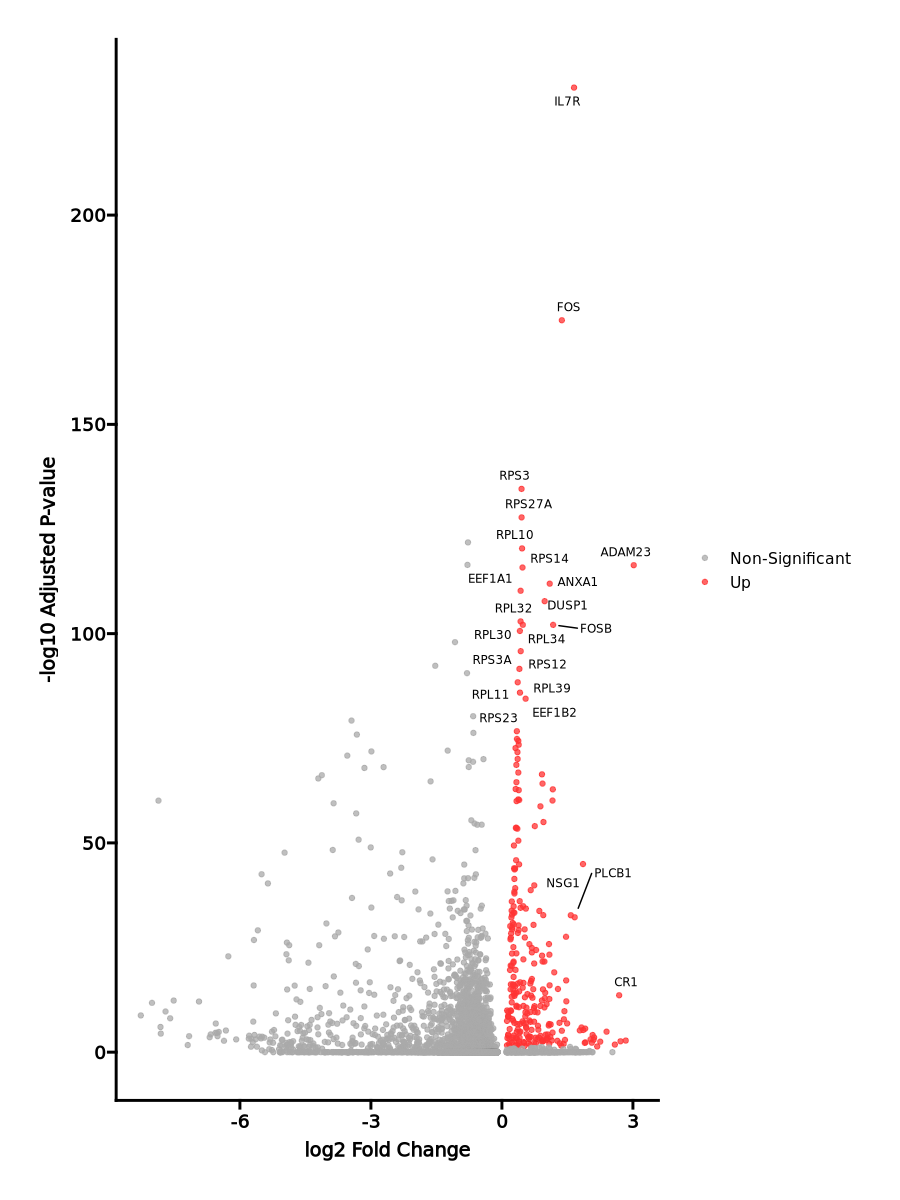 IL7R
200
FOS
150
RPS3
RPS27A
RPL10
ADAM23
RPS14
Non-Significant
EEF1A1
ANXA1
Up
DUSP1
RPL32
FOSB
100
RPL30
RPL34
RPS3A
RPS12
RPL39
RPL11
EEF1B2
RPS23
50
PLCB1
NSG1
CR1
0
-log10 Adjusted P-value
-6
-3
0
3
log2 Fold Change